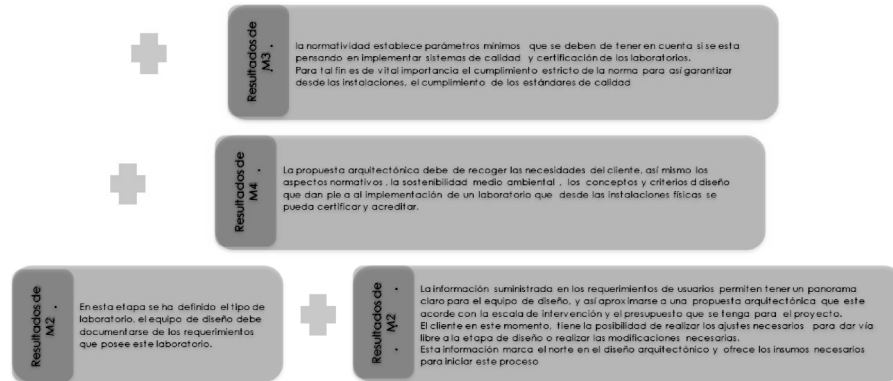 Resultados de
M3 .
la normatividad establece parámetros mínimos que se deben de tener en cuenta si se esta
pensando en implementar sistemas de calidad y certificación de los laboratorios.
Para tal fin es de vital importancia el cumplimiento estricto de la norma para así garantizar
desde las instalaciones, el cumplimiento de los estándares de calidad
Resultados de
M4 .
La propuesta arquitectónica debe de recoger las necesidades del cliente, así mismo los
aspectos normativos , la sostenibilidad medio ambiental , los conceptos y criterios d diseño
que dan pie a al implementación de un laboratorio que desde las instalaciones físicas se
pueda certificar y acreditar.
Resultados de
M2 .
En esta etapa se ha definido el tipo de
laboratorio, el equipo de diseño debe
documentarse de los requerimientos
que posee este laboratorio.
Resultados de
. M2 .
La información suministrada en los requerimientos de usuarios permiten tener un panorama
claro para el equipo de diseño, y así aproximarse a una propuesta arquitectónica que este
acorde con la escala de intervención y el presupuesto que se tenga para el proyecto.
El cliente en este momento, tiene la posibilidad de realizar los ajustes necesarios para dar vía
libre a la etapa de diseño o realizar las modificaciones necesarias.
Esta información marca el norte en el diseño arquitectónico y ofrece los insumos necesarios
para iniciar este proceso